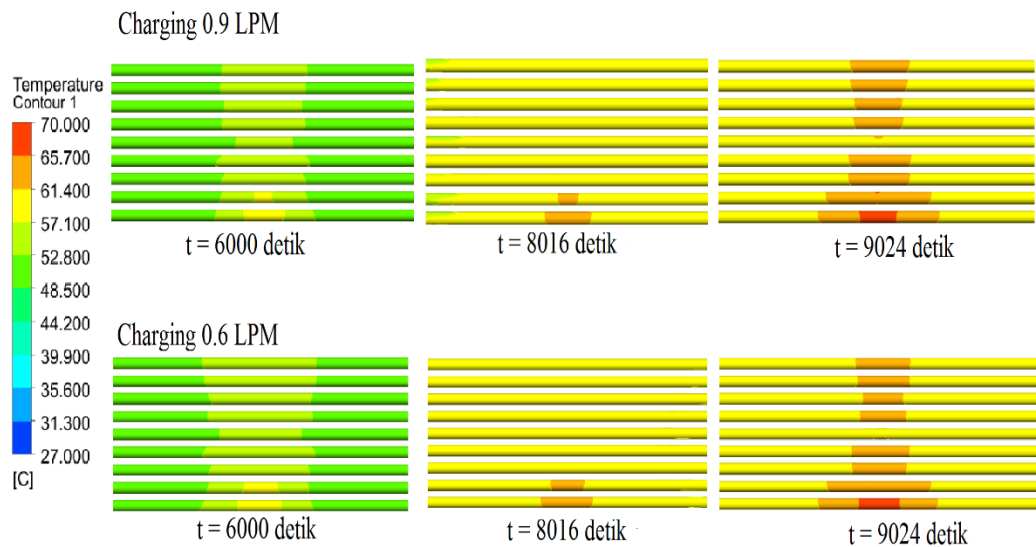 Charging 0.9 LPM
Temperature
Contour 1
70.000
65.700
61.400
57.100
52.800
48.500
44.200
39.900
35.600
31.300
27.000
[C]
t = 6000 detik
t = 8016 detik
t = 9024 detik
Charging 0.6 LPM
t = 6000 detik
t = 8016 detik
t = 9024 detik